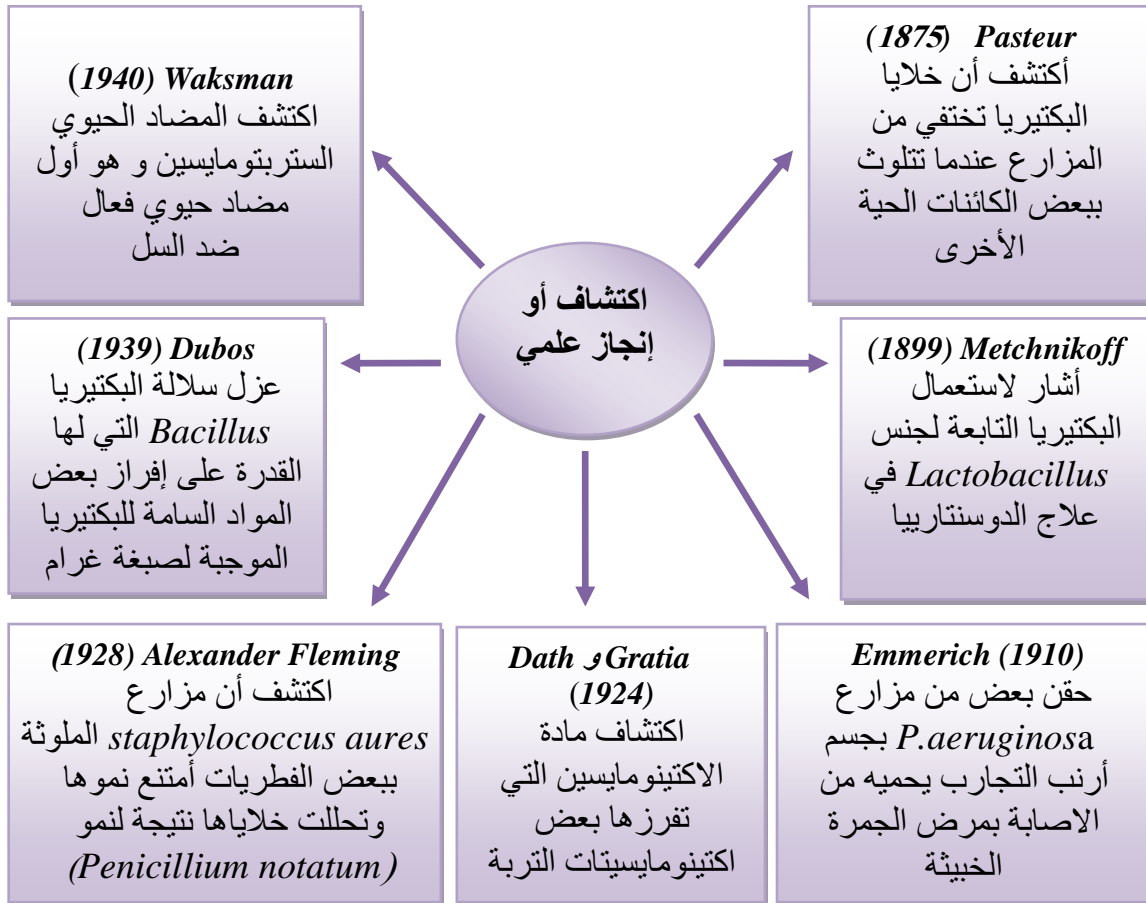 اكتشاف أو
إنجاز علمي
(1875) Pasteur
أكتشف أن خلايا
البكتيريا تختفي من
المزارع عندما تتلوث
ببعض الكائنات الحية
الأخرى
(1899) Metchnikoff
أشار لاستعمال
البكتيريا التابعة لجنس
Lactobacillus في
علاج الدوسنتارييا
Emmerich (1910)
حقن بعض من مزارع
P.aeruginosa بجسم
أرنب التجارب يحميه من
الاصابة بمرض الجمرة
الخبيثة
Gratia و Dath
(1924)
اكتشاف مادة
الاكتينومايسين التي
تفرزها بعض
اكتينومايسيتات التربة
(1928) Alexander Fleming
اكتشف أن مزارع
staphylococcus aures الملوثة
ببعض الفطريات أمتنع نموها
وتحللت خلاياها نتيجة لنمو
(Penicillium notatum)
(1939) Dubos
عزل سلالة البكتيريا
Bacillus التي لها
القدرة على إفراز بعض
المواد السامة للبكتيريا
الموجبة لصبغة غرام
(1940) Waksman
اكتشف المضاد الحيوي
الستربتومايسين و هو أول
مضاد حيوي فعال
ضد السل